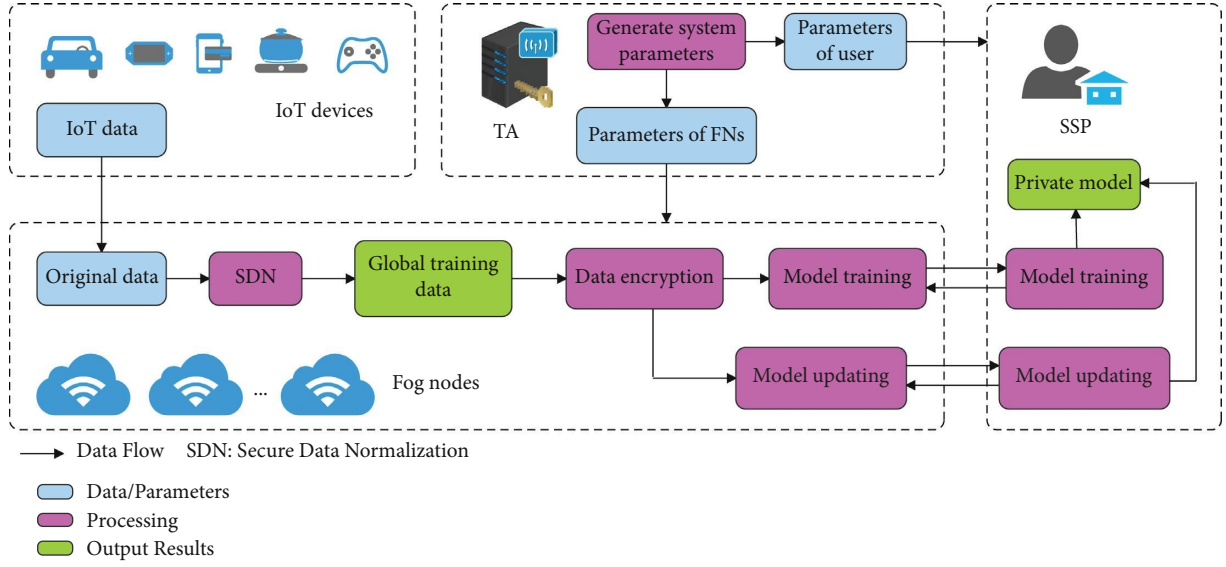 IoT devices
IoT data
TA
Generate system
parameters
Parameters
of user
Parameters of FNs
SSP
Private model
Original data
SDN
Global training
data
Data encryption
Model training
Model training
Model updating
Model updating
...
Fog nodes
Data Flow
SDN: Secure Data Normalization
Data/Parameters
Processing
Output Results